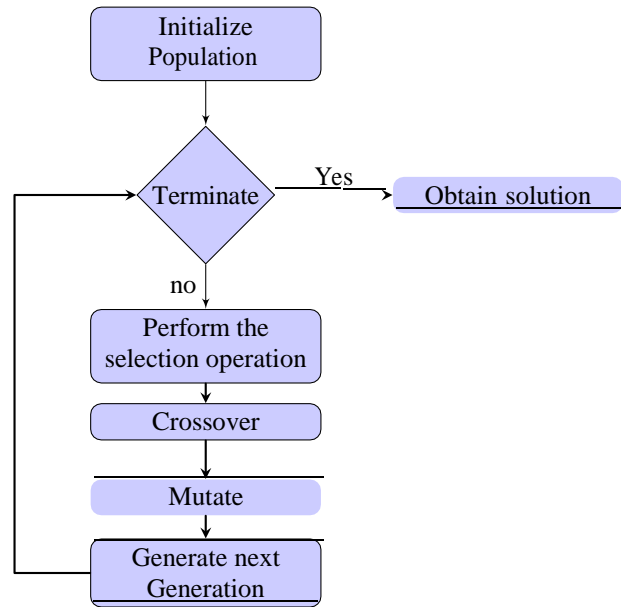 Initialize
Population
Terminate
Yes
Obtain solution
no
Perform the
selection operation
Crossover
Mutate
Generate next
Generation